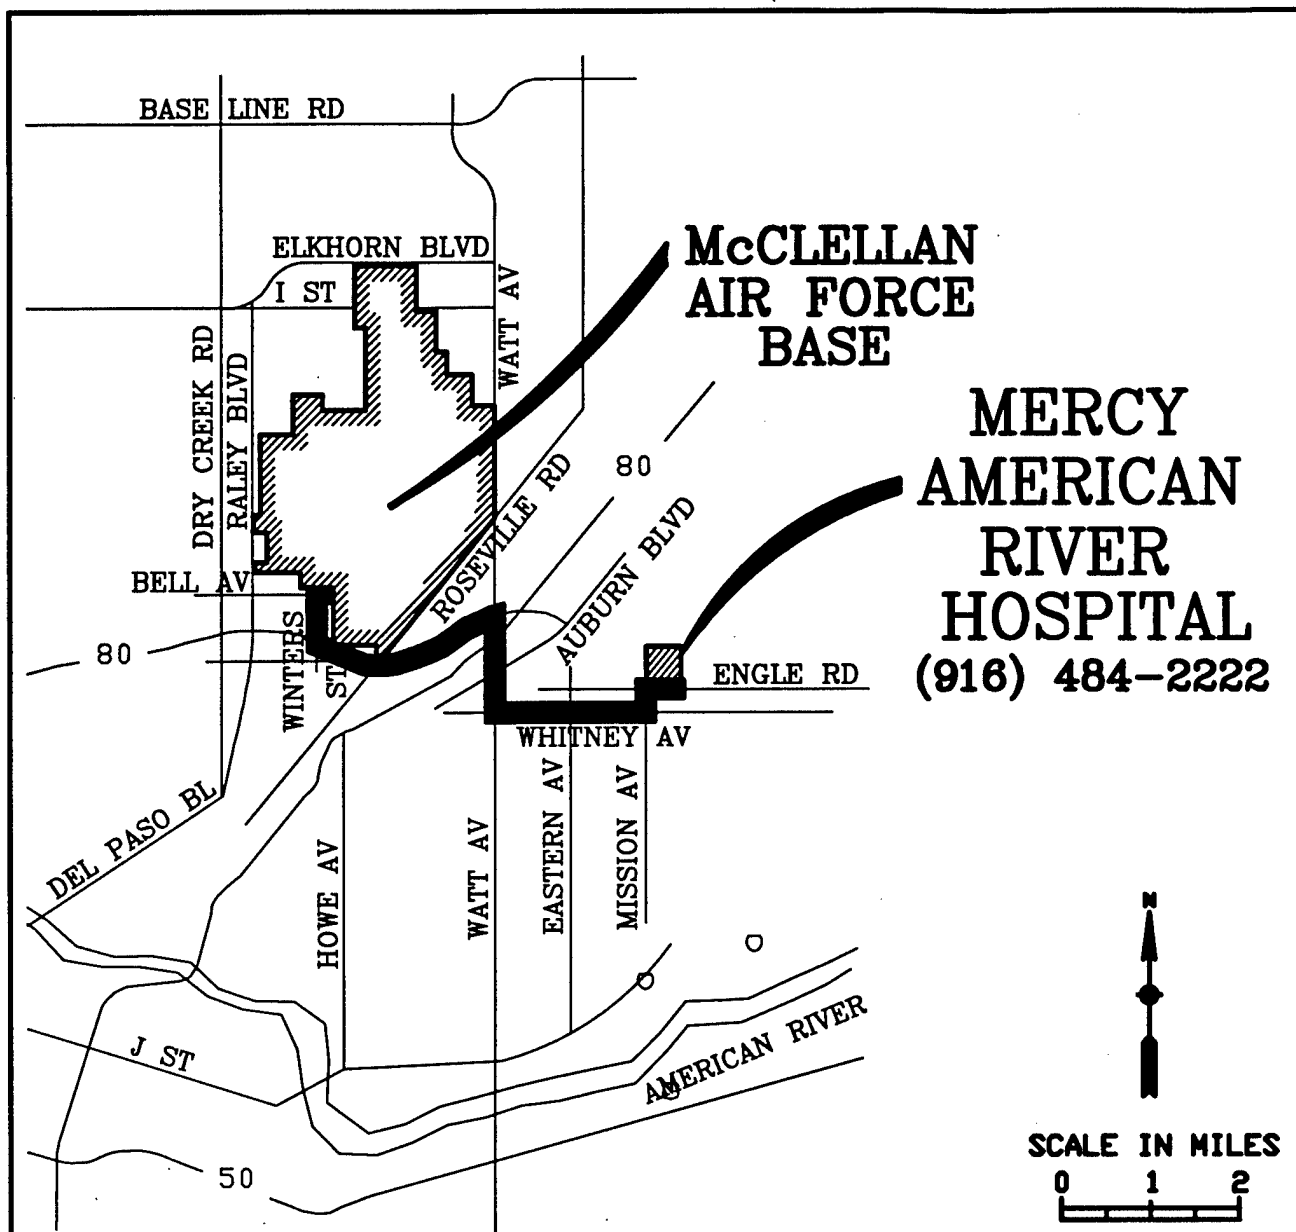 BASE LINE RD
ELKHORN BLVD
I ST
WATT AV
McCLELLAN
AIR FORCE
BASE
DRY CREEK RD
RALEY BLVD
MERCY
AMERICAN
RIVER
HOSPITAL
(916) 484-2222
80
ROSEVILLE RD
AUBURN BLVD
BELL AV
WINTERS
ST
80
ENGLE RD
WHITNEY AV
DEL PASO BL
HOWE AV
WATT AV
EASTERN AV
MISSION AV
N
J ST
AMERICAN RIVER
50
SCALE IN MILES
0 1 2